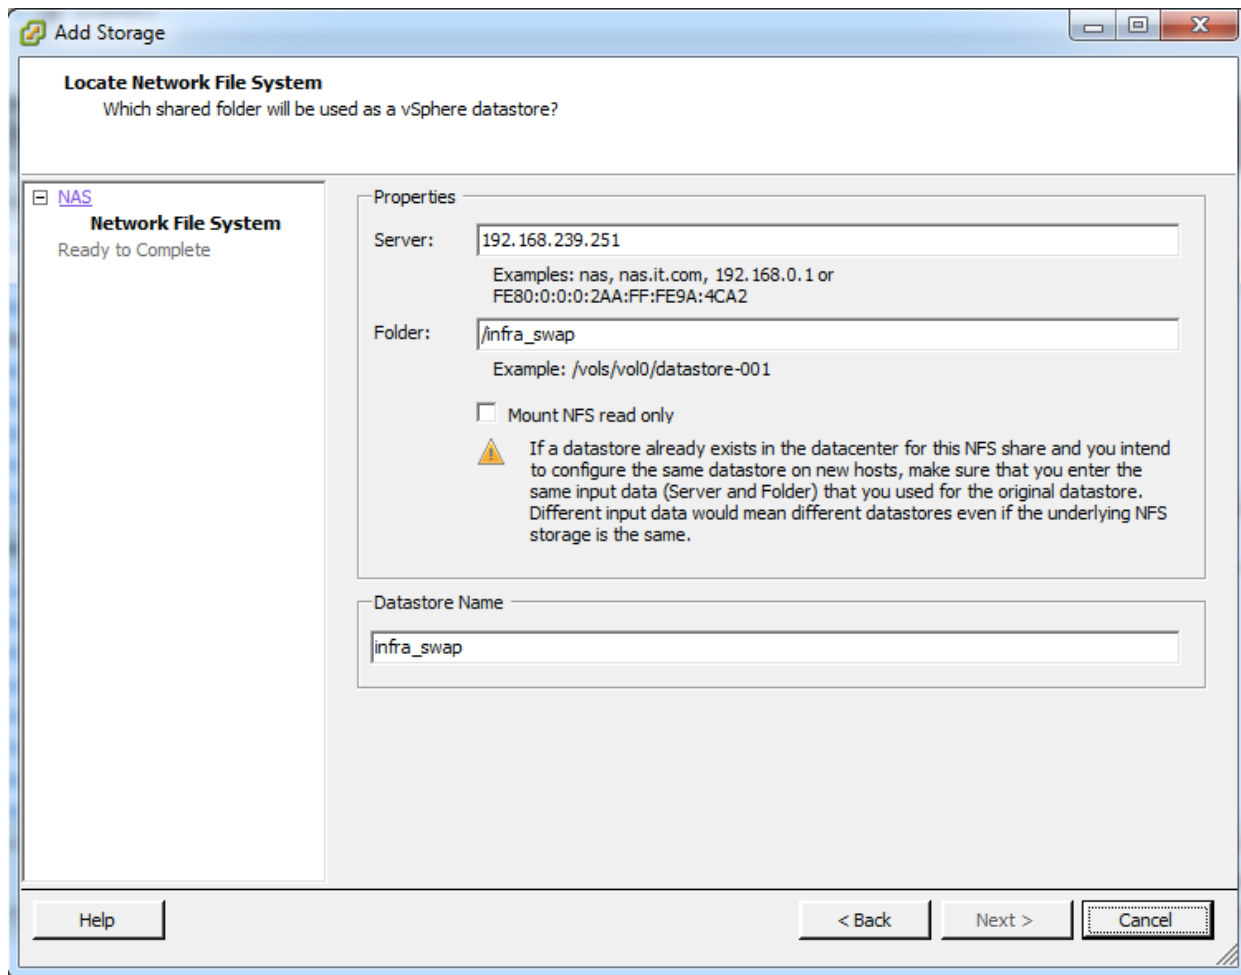 Add Storage
Locate Network File System
Which shared folder will be used as a vSphere datastore?
NAS
Network File System
Ready to Complete
Properties
Server:
192.168.239.251
Examples: nas, nas.it.com, 192.168.0.1 or
FE80:0:0:0:2AA:FF:FE9A:4CA2
Folder:
/infra_swap
Example: /vols/vol0/datastore-001
Mount NFS read only
If a datastore already exists in the datacenter for this NFS share and you intend
to configure the same datastore on new hosts, make sure that you enter the
same input data (Server and Folder) that you used for the original datastore.
Different input data would mean different datastores even if the underlying NFS
storage is the same.
Datastore Name
infra_swap
Help
< Back
Next >
Cancel